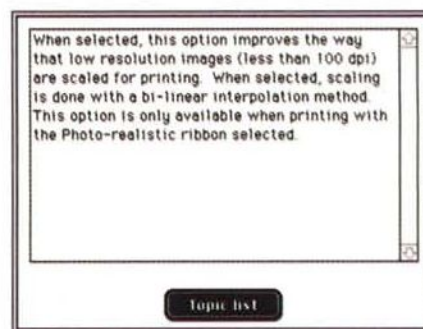 When selected, this option improves the way
that low resolution images (less than 100 dpi)
are scaled for printing. When selected, scaling
is done with a bi-linear interpolation method.
This option is only available when printing with
the Photo-realistic ribbon selected.
Topic list